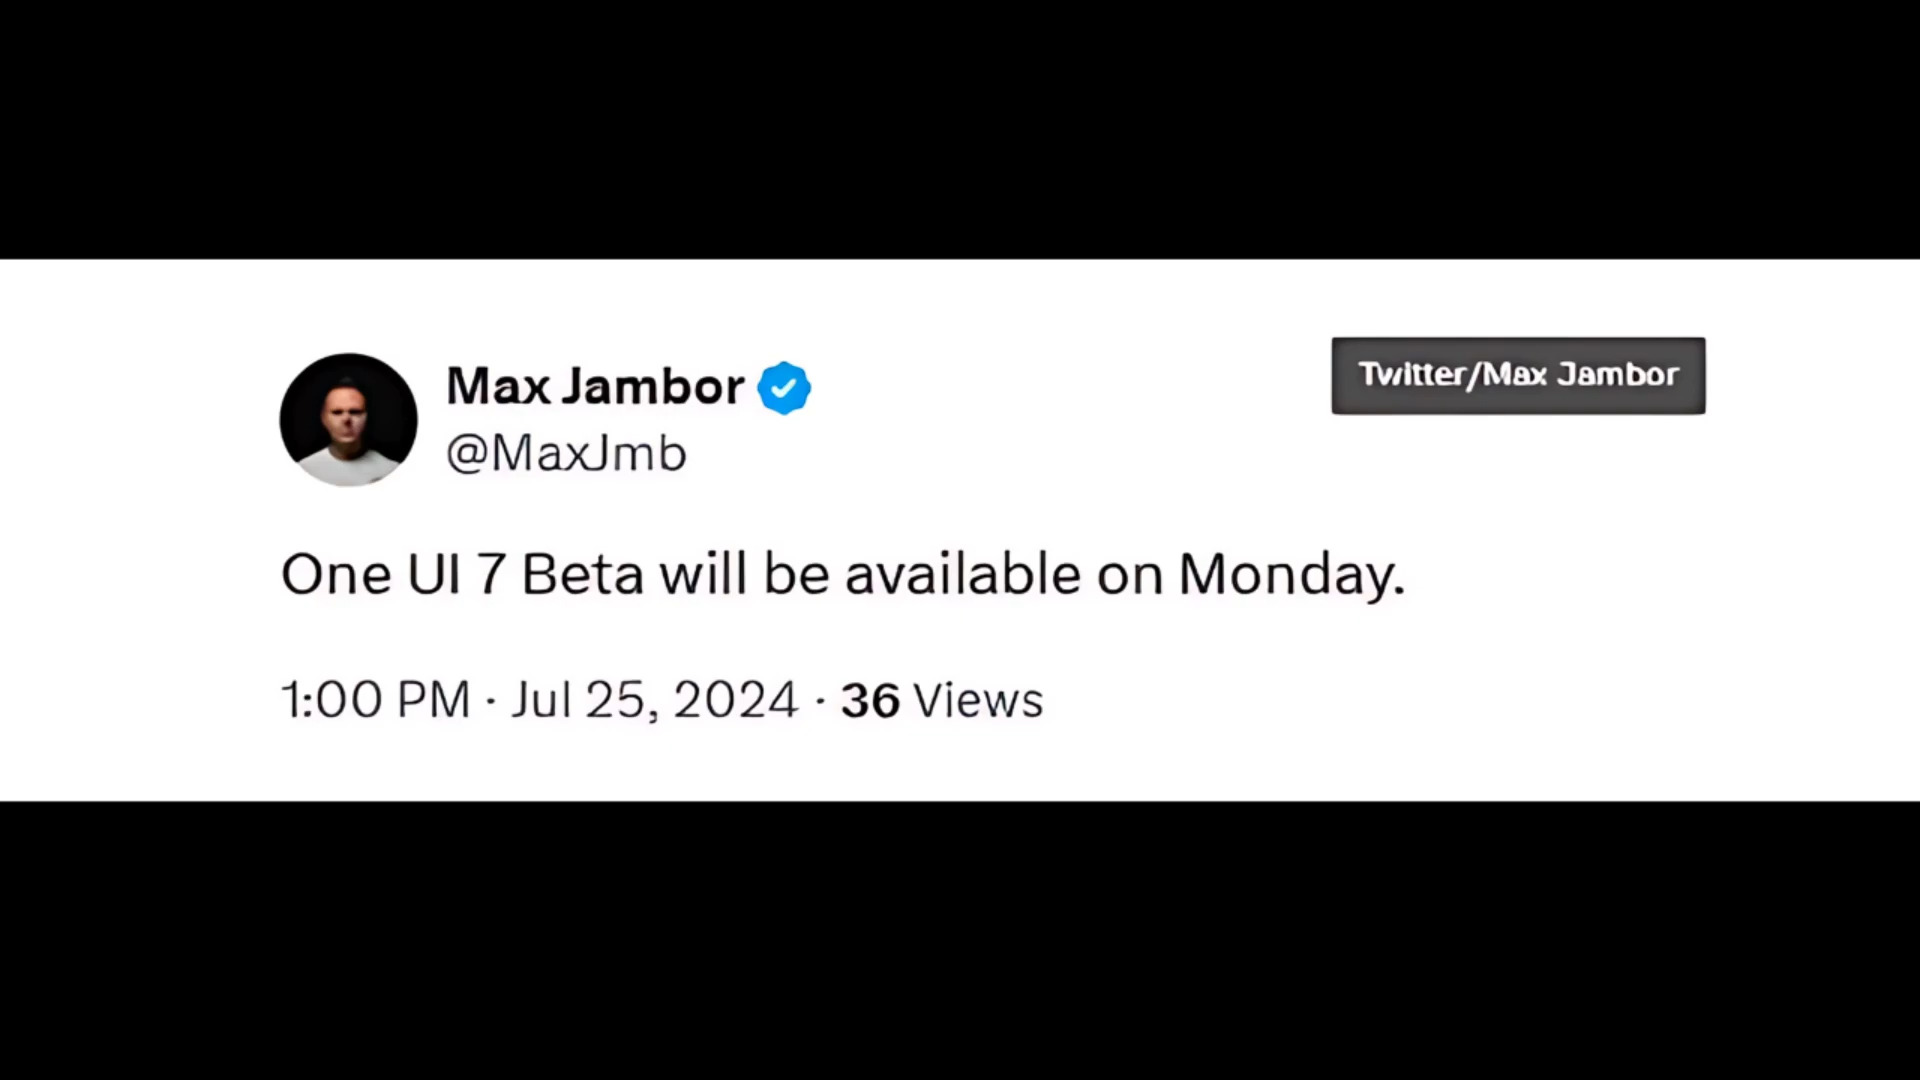 Max Jambor
Twitter/Max Jambor
@MaxJmb
One UI 7 Beta will be available on Monday.
1:00 PM · Jul 25, 2024 · 36 Views